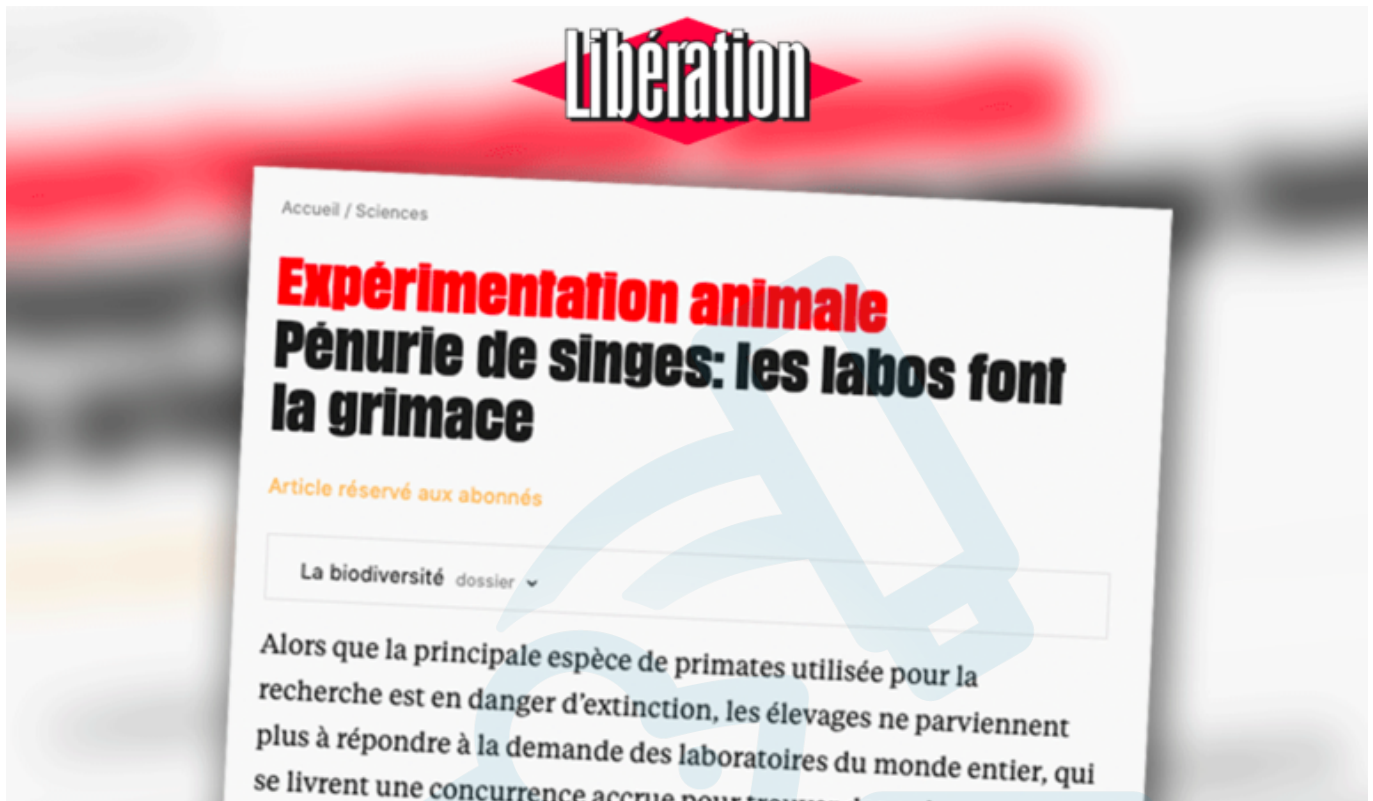 Libération
Accueil / Sciences
Expérimentation animale
Pénurie de singes: les labos font
la grimace
Article réservé aux abonnés
La biodiversité dossier
Alors que la principale espèce de primates utilisée pour la
recherche est en danger d'extinction, les élevages ne parviennent
plus à répondre à la demande des laboratoires du monde entier, qui
se livrent une concurrence accrue pour